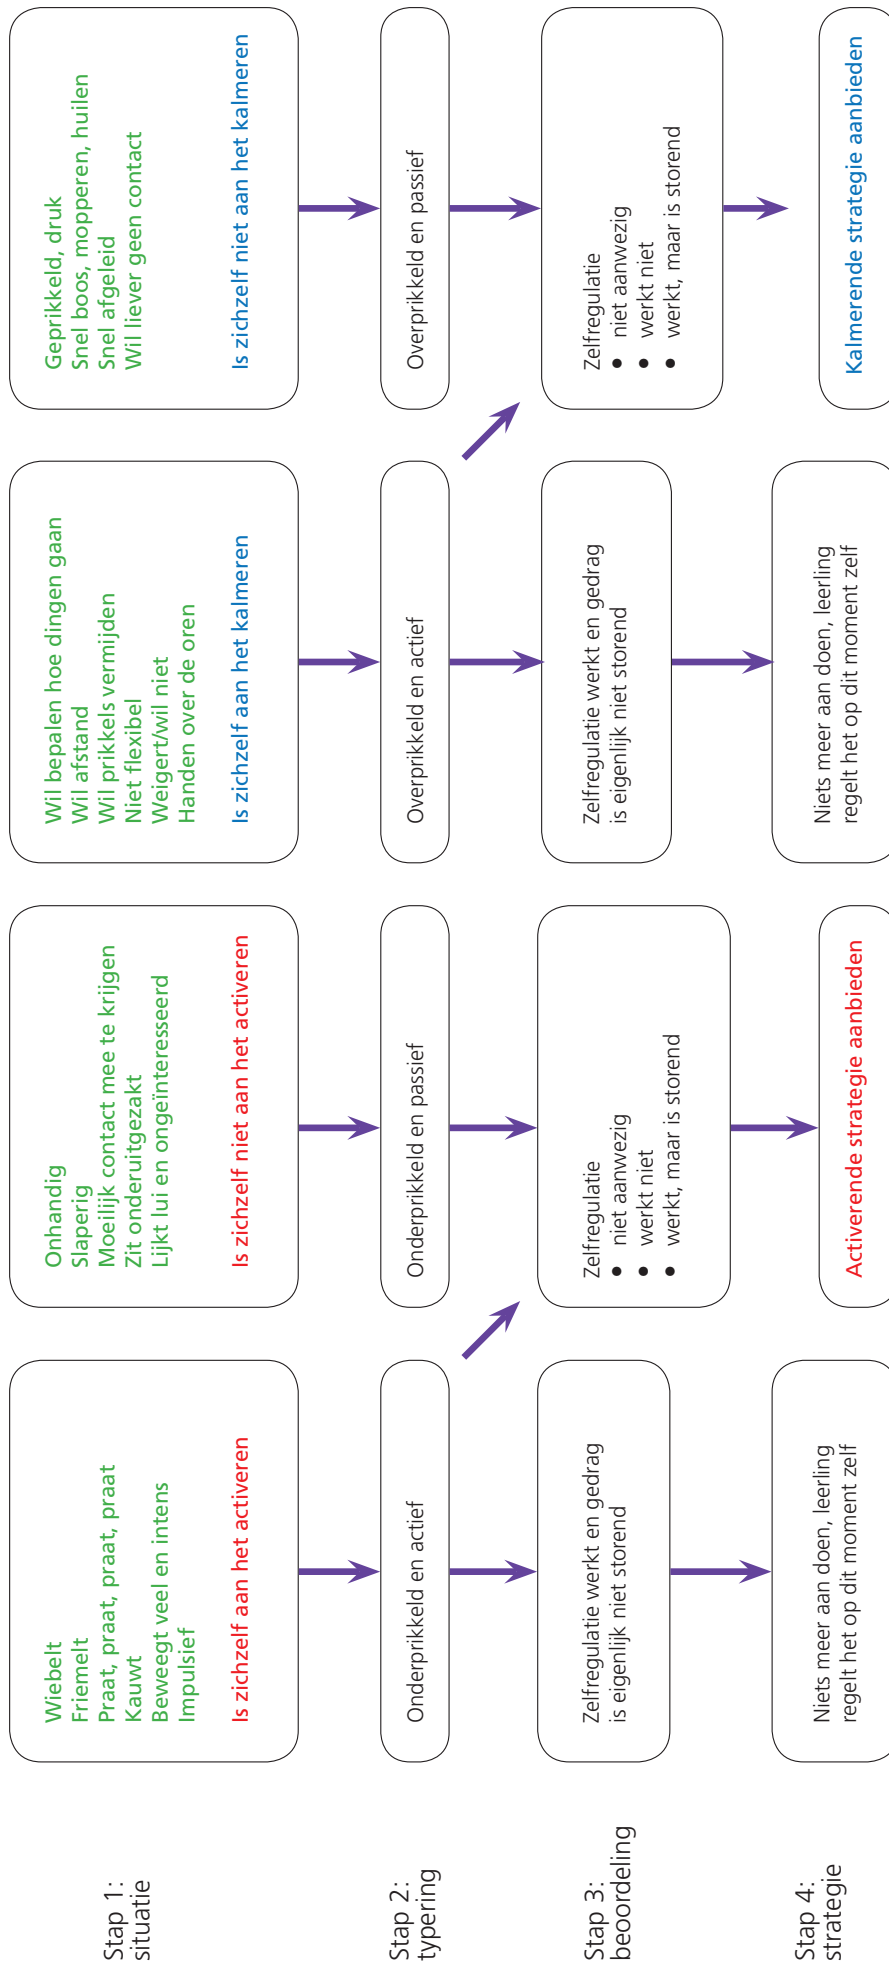 Stap 1:
situatie
Wiebelt
Friemelt
Praat, praat, praat, praat
Kauwt
Beweegt veel en intens
Impulsief
Is zichzelf aan het activeren
Onhandig
Slaperig
Moeilijk contact mee te krijgen
Zit onderuitgezakt
Lijkt lui en ongeïnteresseerd
Is zichzelf niet aan het activeren
Wil bepalen hoe dingen gaan
Wil afstand
Wil prikkels vermijden
Niet flexibel
Weigert/wil niet
Handen over de oren
Is zichzelf aan het kalmeren
Geprikkeld, druk
Snel boos, mopperen, huilen
Snel afgeleid
Wil liever geen contact
Is zichzelf niet aan het kalmeren
Stap 2:
typering
Onderprikkeld en actief
Onderprikkeld en passief
Overprikkeld en actief
Overprikkeld en passief
Stap 3:
beoordeling
Zelfregulatie werkt en gedrag
is eigenlijk niet storend
Zelfregulatie
• niet aanwezig
• werkt niet
• werkt, maar is storend
Zelfregulatie werkt en gedrag
is eigenlijk niet storend
Zelfregulatie
• niet aanwezig
• werkt niet
• werkt, maar is storend
Stap 4:
strategie
Niets meer aan doen, leerling
regelt het op dit moment zelf
Activerende strategie aanbieden
Niets meer aan doen, leerling
regelt het op dit moment zelf
Kalmerende strategie aanbieden